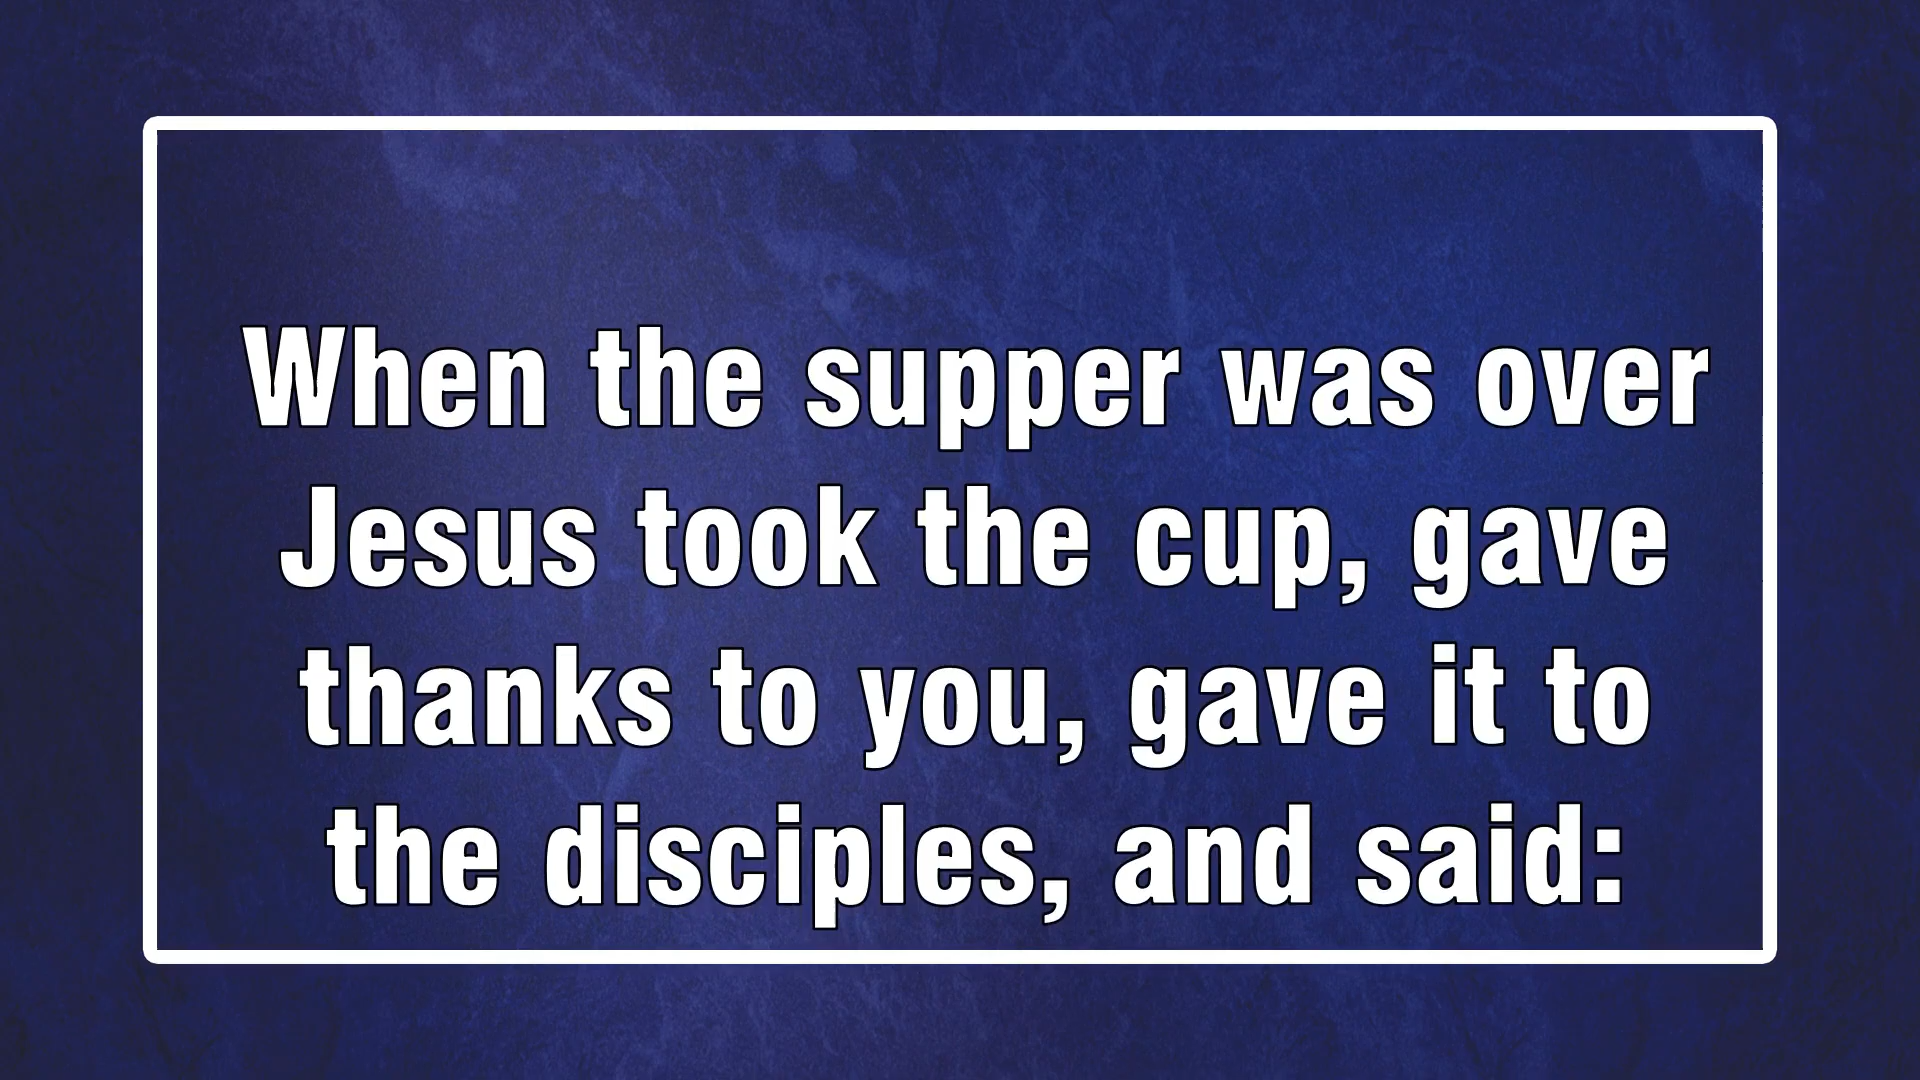 When the supper was over
Jesus took the cup, gave
thanks to you, gave it to
the disciples, and said: